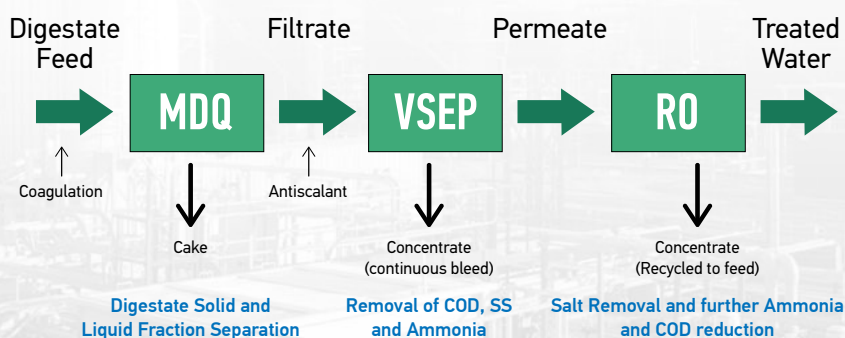 Digestate
Feed
Filtrate
Permeate
Treated
Water
MDQ
VSEP
RO
Coagulation
Antiscalant
Cake
Concentrate
(continuous bleed)
Concentrate
(Recycled to feed)
Digestate Solid and
Liquid Fraction Separation
Removal of COD, SS
and Ammonia
Salt Removal and further Ammonia
and COD reduction